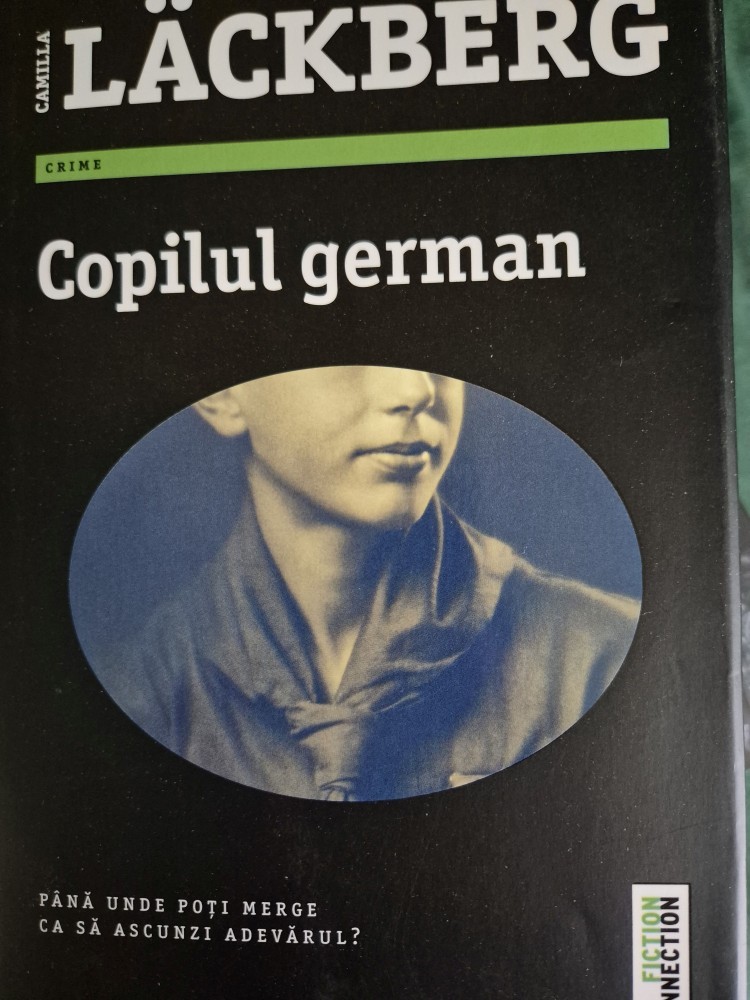 CAMILLA
LÄCKBERG
CRIME
Copilul german
PÂNĂ UNDE POȚI MERGE
CA SĂ ASCUNZI ADEVĂRUL?
FICTION
NNECTION